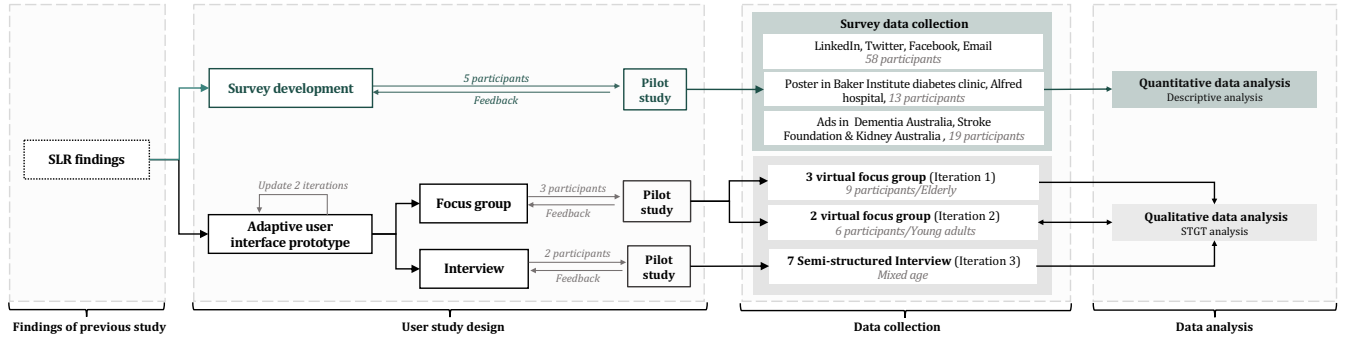 SLR findings
Findings of previous study
Survey development
5 participants
Feedback
Pilot
study
Update 2 iterations
Adaptive user
interface prototype
Focus group
3 participants
Feedback
Pilot
study
Interview
2 participants
Feedback
Pilot
study
User study design
Survey data collection
LinkedIn, Twitter, Facebook, Email
58 participants
Poster in Baker Institute diabetes clinic, Alfred
hospital, 13 participants
Ads in Dementia Australia, Stroke
Foundation & Kidney Australia , 19 participants
3 virtual focus group (Iteration 1)
9 participants/Elderly
2 virtual focus group (Iteration 2)
6 participants/Young adults
7 Semi-structured Interview (Iteration 3)
Mixed age
Data collection
Quantitative data analysis
Descriptive analysis
Qualitative data analysis
STGT analysis
Data analysis